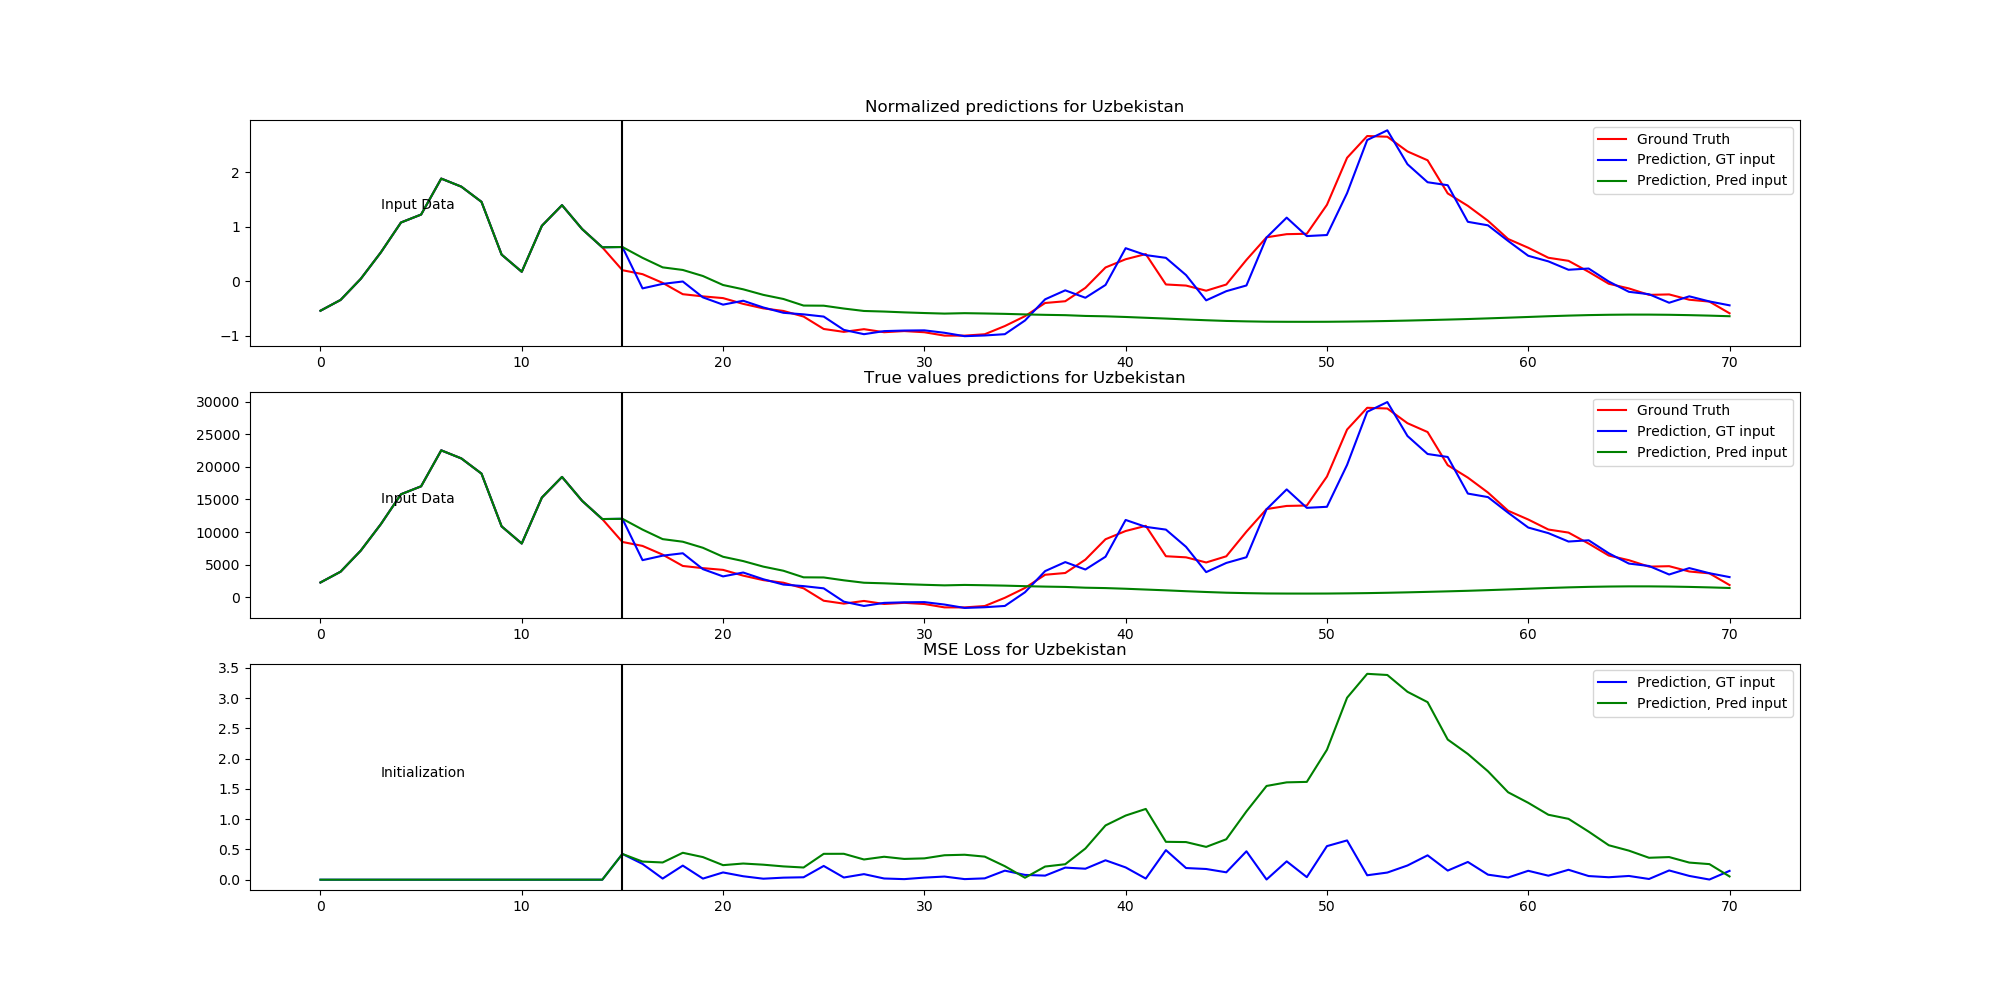 Normalized predictions for Uzbekistan
2
1
0
−1
Input Data
Ground Truth
Prediction, GT input
Prediction, Pred input
0 10 20 30 40 50 60 70
True values predictions for Uzbekistan
30000
25000
20000
15000
10000
5000
0
Input Data
Ground Truth
Prediction, GT input
Prediction, Pred input
0 10 20 30 40 50 60 70
MSE Loss for Uzbekistan
3.5
3.0
2.5
2.0
1.5
1.0
0.5
0.0
Initialization
Prediction, GT input
Prediction, Pred input
0 10 20 30 40 50 60 70